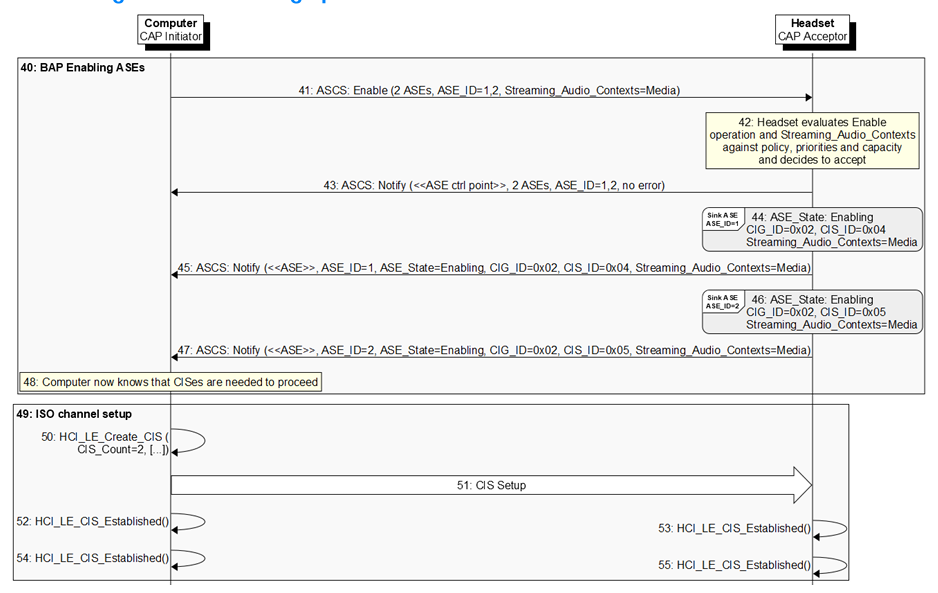 Computer
CAP Initiator
Headset
CAP Acceptor
40: BAP Enabling ASEs
41: ASCS: Enable (2 ASEs, ASE_ID=1,2, Streaming_Audio_Contexts=Media)
42: Headset evaluates Enable
operation and Streaming_Audio_Contexts
against policy, priorities and capacity
and decides to accept
43: ASCS: Notify (<<ASE ctrl point>>, 2 ASEs, ASE_ID=1,2, no error)
Sink ASE
ASE_ID=1
44: ASE_State: Enabling
CIG_ID=0x02, CIS_ID=0x04
Streaming_Audio_Contexts=Media
45: ASCS: Notify (<<ASE>>, ASE_ID=1, ASE_State=Enabling, CIG_ID=0x02, CIS_ID=0x04, Streaming_Audio_Contexts=Media)
Sink ASE
ASE_ID=2
46: ASE_State: Enabling
CIG_ID=0x02, CIS_ID=0x05
Streaming_Audio_Contexts=Media
47: ASCS: Notify (<<ASE>>, ASE_ID=2, ASE_State=Enabling, CIG_ID=0x02, CIS_ID=0x05, Streaming_Audio_Contexts=Media)
48: Computer now knows that CISes are needed to proceed
49: ISO channel setup
50: HCI_LE_Create_CIS (
CIS_Count=2, [...])
51: CIS Setup
52: HCI_LE_CIS_Established()
53: HCI_LE_CIS_Established()
54: HCI_LE_CIS_Established()
55: HCI_LE_CIS_Established()